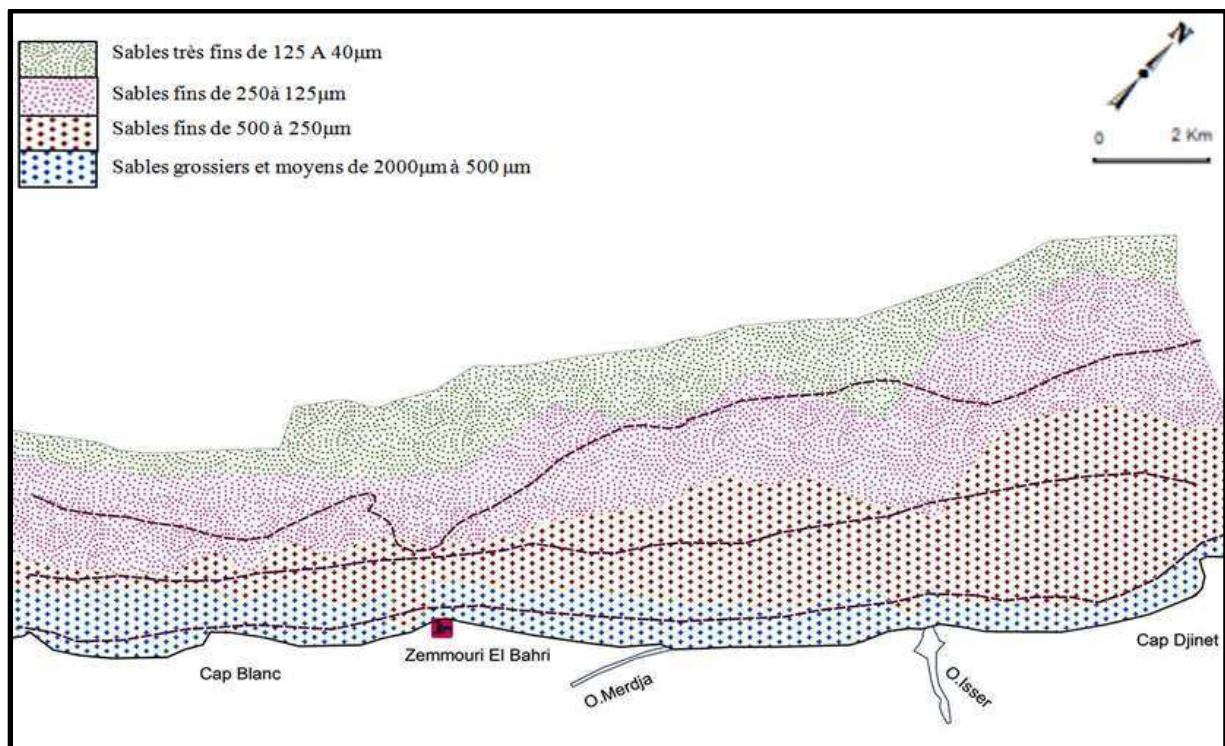 Sables très fins de 125 A 40µm
Sables fins de 250à 125µm
Sables fins de 500 à 250µm
Sables grossiers et moyens de 2000µm à 500 µm
N
0 2 Km
Cap Blanc
Zemmouri El Bahri
O.Merdja
O.Isser
Cap Djinet